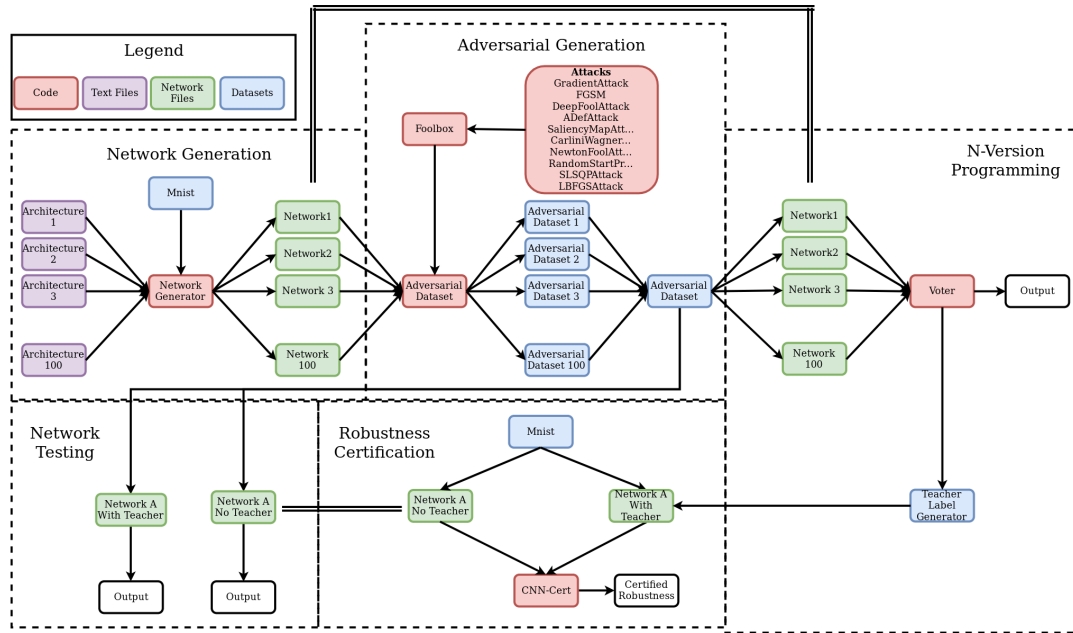 Legend
Code
Text Files
Network
Files
Datasets
Adversarial Generation
Attacks
GradientAttack
FGSM
DeepFoolAttack
ADefAttack
SaliencyMapAtt...
CarliniWagner...
NewtonFoolAtt...
RandomStartPr...
SLSQPAttack
LBFGSAttack
Foolbox
Network Generation
Mnist
Architecture
1
Architecture
2
Architecture
3
Architecture
100
Network
Generator
Network1
Network2
Network 3
Network
100
Adversarial
Dataset
Adversarial
Dataset 1
Adversarial
Dataset 2
Adversarial
Dataset 3
Adversarial
Dataset 100
Adversarial
Dataset
N-Version
Programming
Network1
Network2
Network 3
Network
100
Voter
Output
Network
Testing
Network A
With Teacher
Network A
No Teacher
Output
Output
Robustness
Certification
Mnist
Network A
No Teacher
Network A
With
Teacher
CNN-Cert
Certified
Robustness
Teacher
Label
Generator